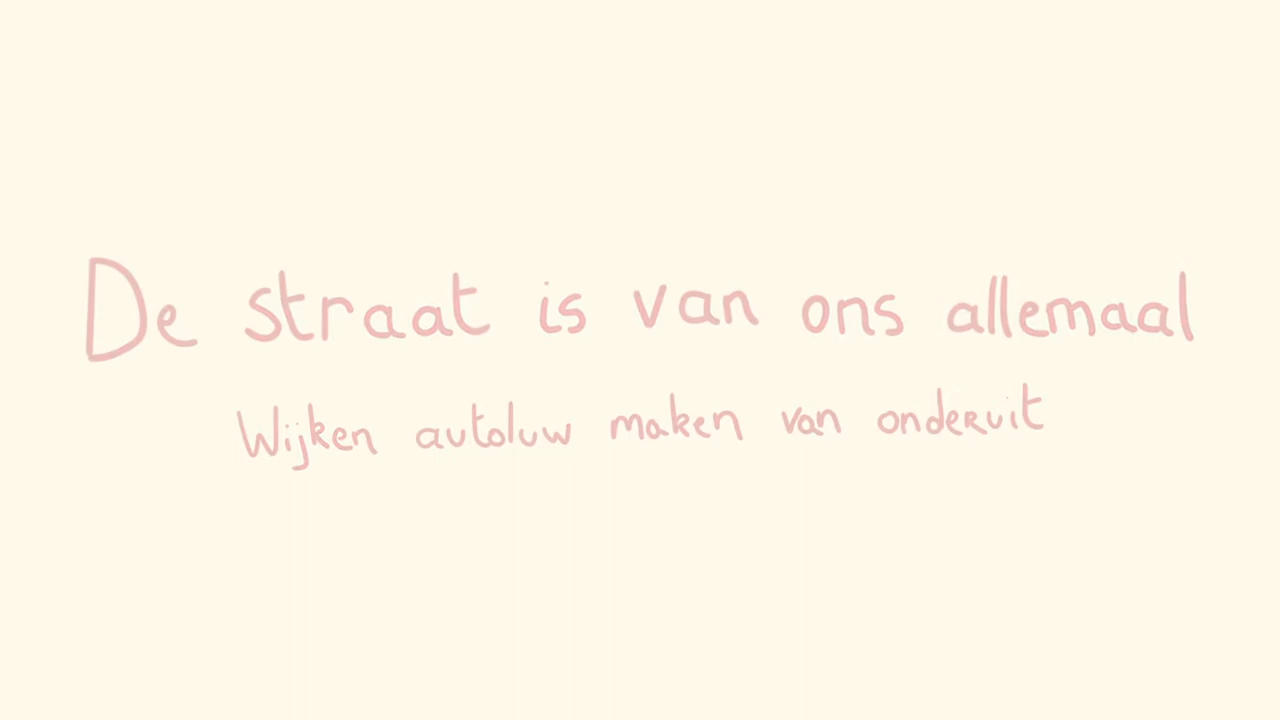 De straat is van ons allemaal
Wijken autoluw maken van onderuit